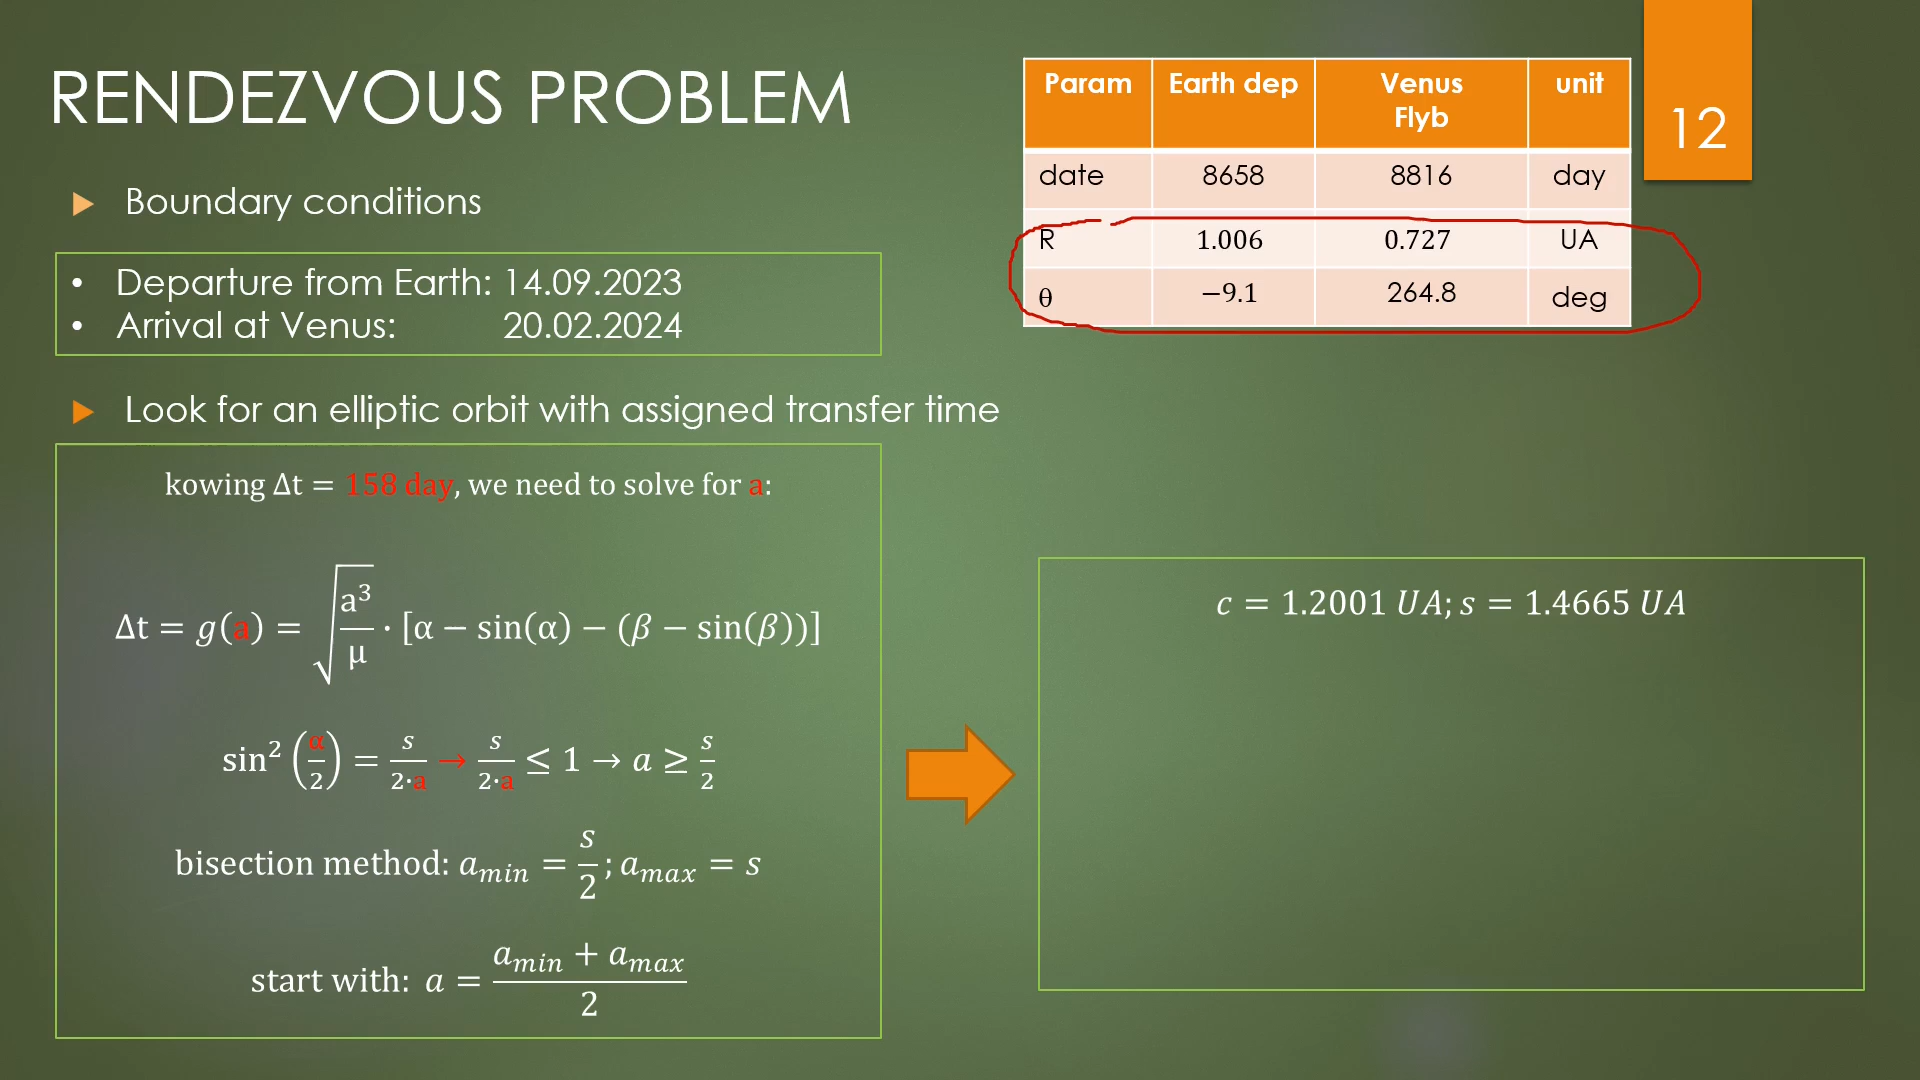 RENDEZVOUS PROBLEM
12
Param Earth dep Venus Flyb unit
date 8658 8816 day
R 1.006 0.727 UA
θ −9.1 264.8 deg
Boundary conditions
• Departure from Earth: 14.09.2023
• Arrival at Venus: 20.02.2024
Look for an elliptic orbit with assigned transfer time
kowing Δt = 158 day, we need to solve for a:
Δt = g(a) = √(a³/μ) · [α − sin(α) − (β − sin(β))]
sin²(α/2) = s/(2·a) → s/(2·a) ≤ 1 → a ≥ s/2
bisection method: a_min = s/2 ; a_max = s
start with: a = (a_min + a_max)/2
c = 1.2001 UA; s = 1.4665 UA